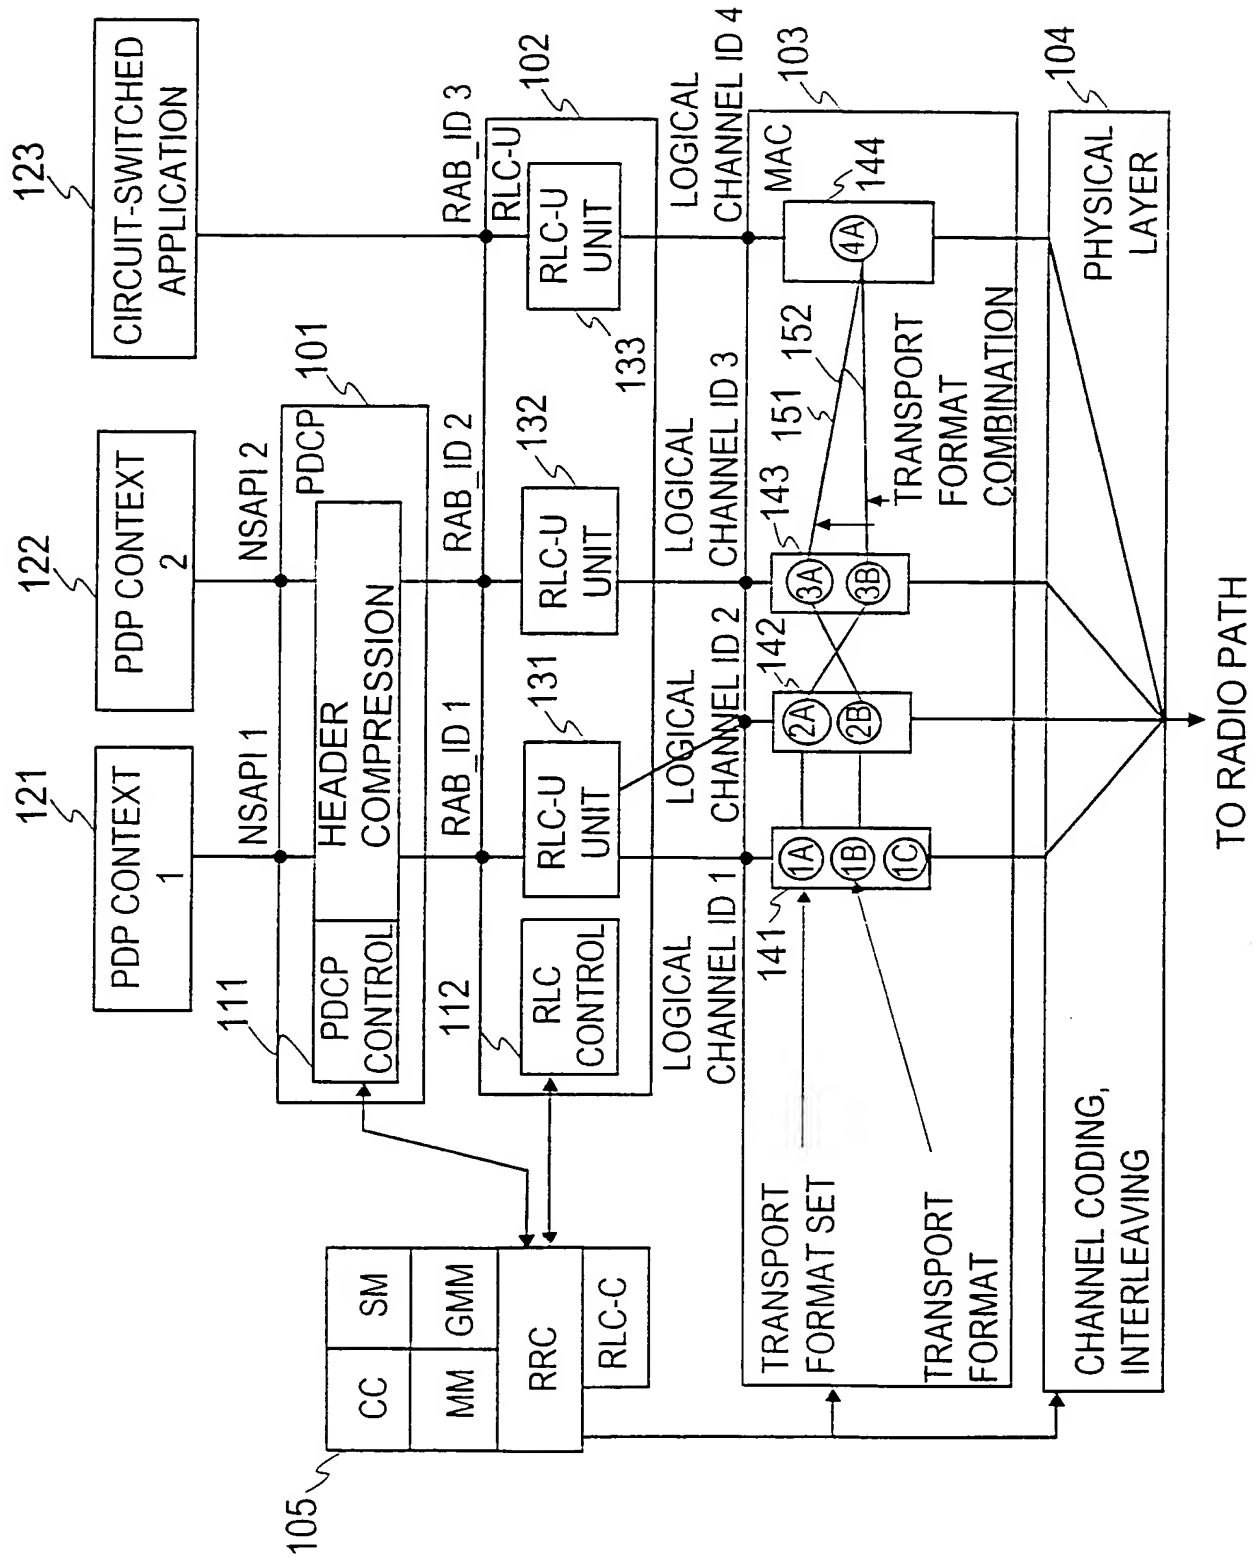 121
PDP CONTEXT
1
122
PDP CONTEXT
2
123
CIRCUIT-SWITCHED
APPLICATION
NSAPI 1
NSAPI 2
PDCP
101
111
PDCP
CONTROL
HEADER
COMPRESSION
RAB_ID 1
RAB_ID 2
RAB_ID 3
RLC-U
102
112
RLC
CONTROL
RLC-U
UNIT
131
RLC-U
UNIT
132
RLC-U
UNIT
133
105
CC
SM
MM
GMM
RRC
RLC-C
LOGICAL
CHANNEL ID 1
LOGICAL
CHANNEL ID 2
LOGICAL
CHANNEL ID 3
LOGICAL
CHANNEL ID 4
103
MAC
141
1A
1B
1C
142
2A
2B
143
3A
3B
144
4A
151
152
TRANSPORT
FORMAT SET
TRANSPORT
FORMAT
TRANSPORT
FORMAT
COMBINATION
104
PHYSICAL
LAYER
CHANNEL CODING,
INTERLEAVING
TO RADIO PATH